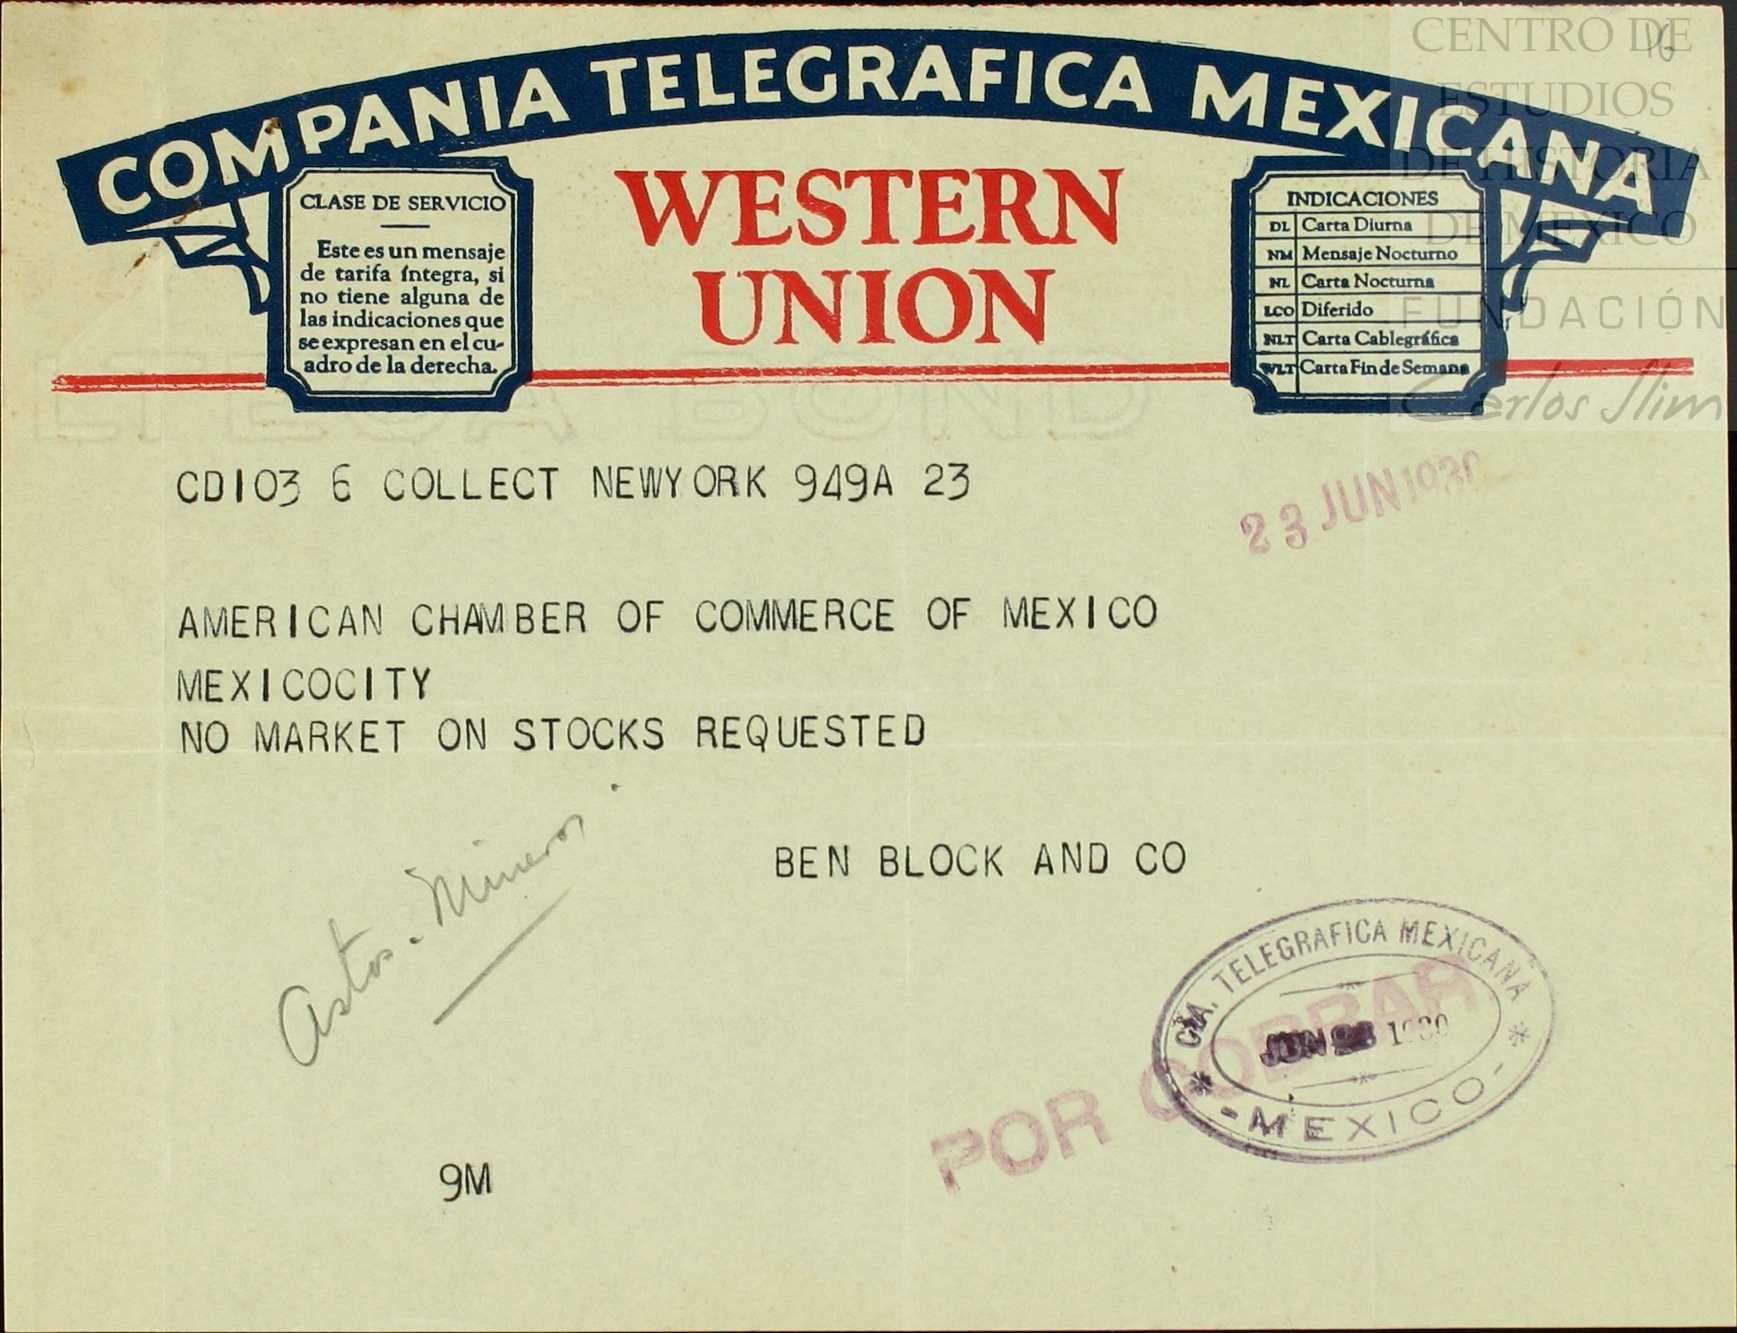 COMPANIA TELEGRAFICA MEXICANA
WESTERN
UNION
CLASE DE SERVICIO
Este es un mensaje
de tarifa íntegra, si
no tiene alguna de
las indicaciones que
se expresan en el cu-
adro de la derecha.
INDICACIONES
DL Carta Diurna
NM Mensaje Nocturno
NL Carta Nocturna
LCO Diferido
NLT Carta Cablegráfica
WLT Carta Fin de Semana
CENTRO DE
ESTUDIOS
DE HISTORIA
DE MEXICO
FUNDACIÓN
Carlos Slim
16
LTECA BOND
CD103 6 COLLECT NEWYORK 949A 23
23 JUN 1930
AMERICAN CHAMBER OF COMMERCE OF MEXICO
MEXICOCITY
NO MARKET ON STOCKS REQUESTED
BEN BLOCK AND CO
Astos. Mineros
CIA. TELEGRAFICA MEXICANA
JUN 23 1930
- MEXICO -
POR COBRAR
9M